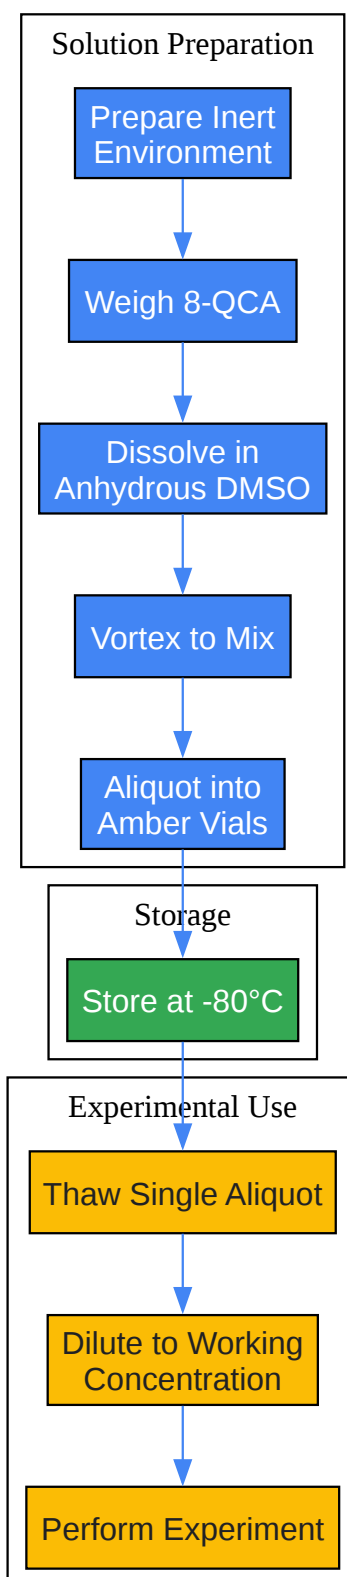 Solution Preparation
Prepare Inert
Environment
Weigh 8-QCA
Dissolve in
Anhydrous DMSO
Vortex to Mix
Aliquot into
Amber Vials
Storage
Store at -80°C
Experimental Use
Thaw Single Aliquot
Dilute to Working
Concentration
Perform Experiment